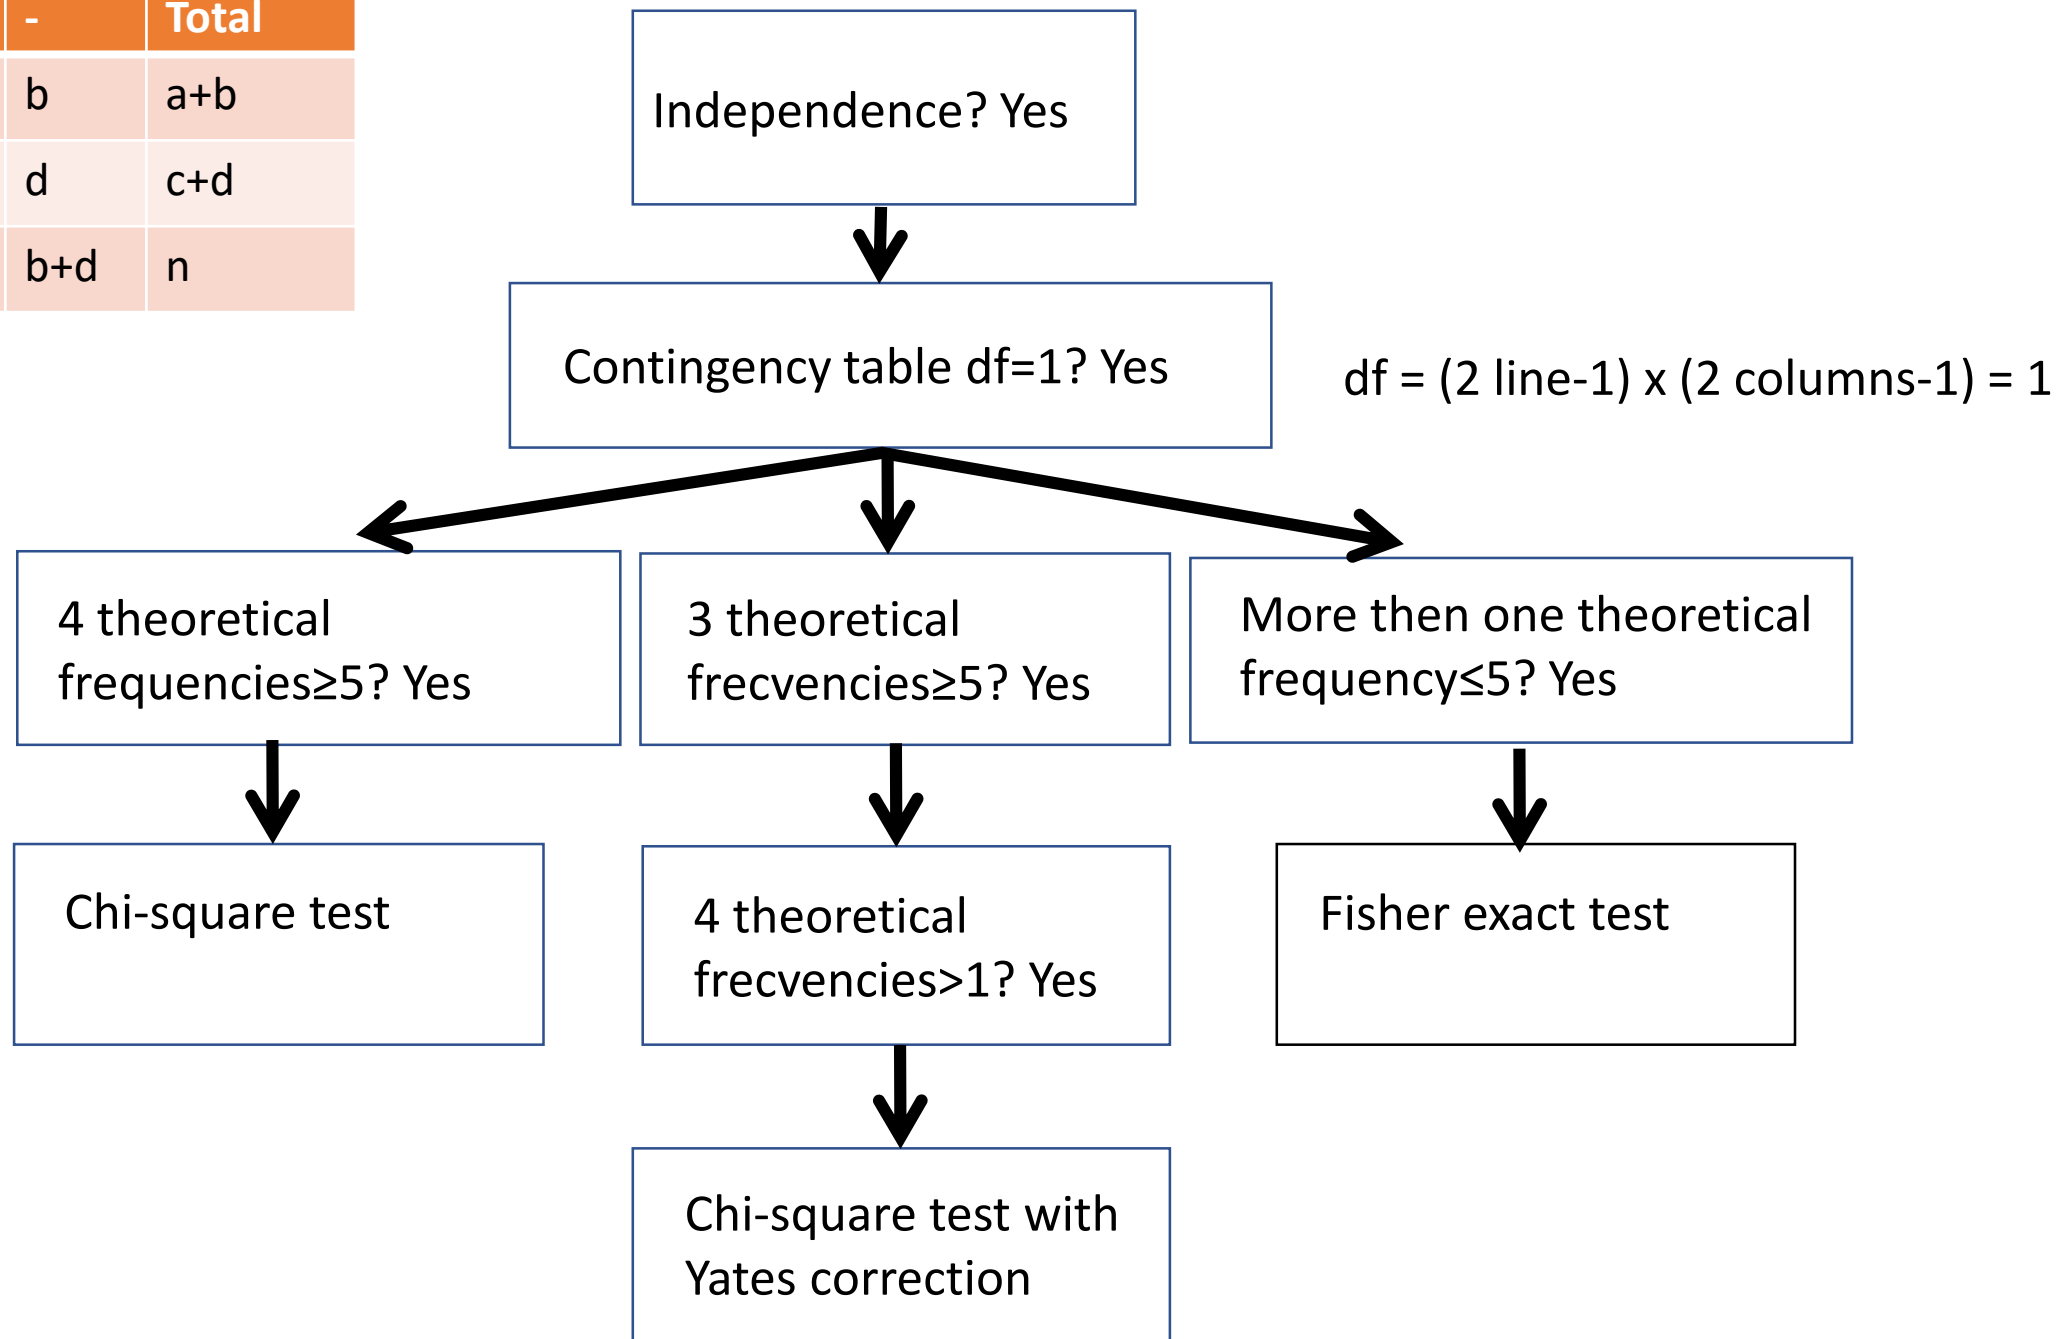 - Total
b a+b
d c+d
b+d n
Independence? Yes
Contingency table df=1? Yes
df = (2 line-1) x (2 columns-1) = 1
4 theoretical
frequencies≥5? Yes
3 theoretical
frecvencies≥5? Yes
More then one theoretical
frequency≤5? Yes
Chi-square test
4 theoretical
frecvencies>1? Yes
Fisher exact test
Chi-square test with
Yates correction